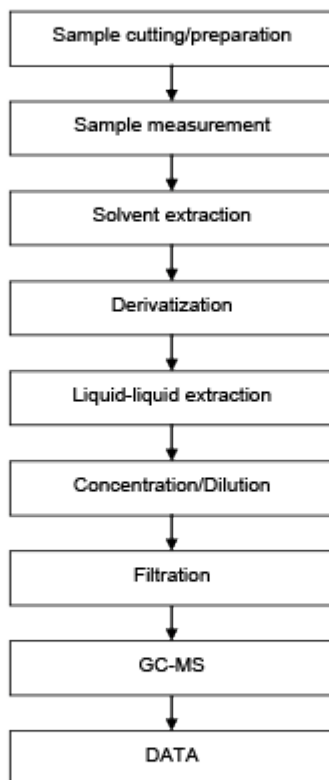 Sample cutting/preparation
Sample measurement
Solvent extraction
Derivatization
Liquid-liquid extraction
Concentration/Dilution
Filtration
GC-MS
DATA